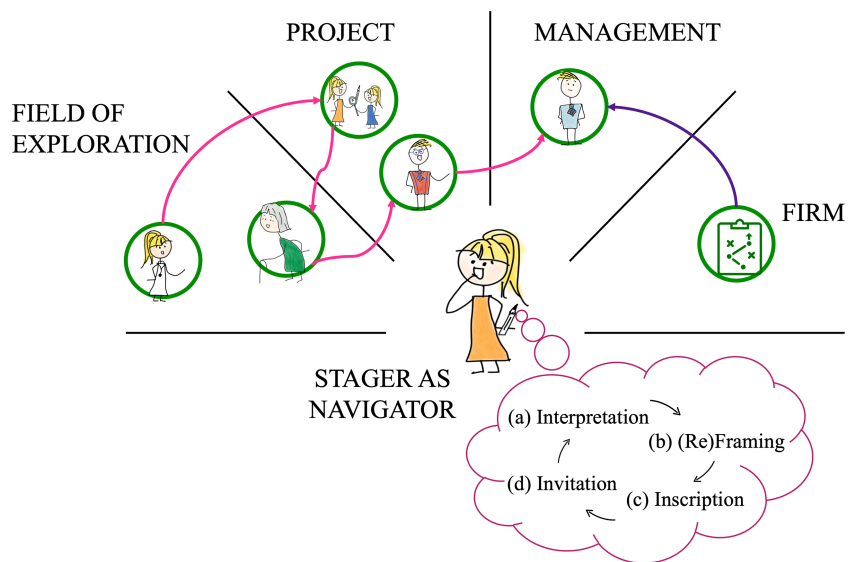 PROJECT
MANAGEMENT
FIELD OF
EXPLORATION
FIRM
STAGER AS
NAVIGATOR
(a) Interpretation
(b) (Re)Framing
(c) Inscription
(d) Invitation